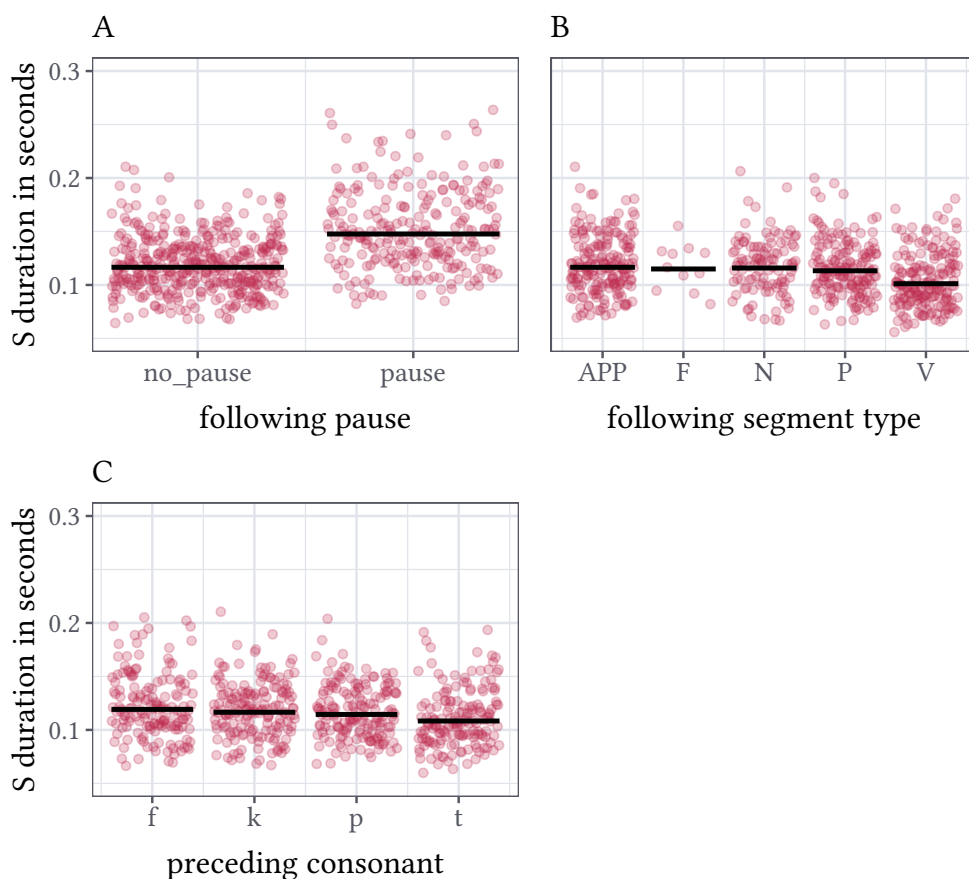 A
S duration in seconds
0.3
0.2
0.1
no_pause pause
following pause
B
APP F N P V
following segment type
C
S duration in seconds
0.3
0.2
0.1
f k p t
preceding consonant